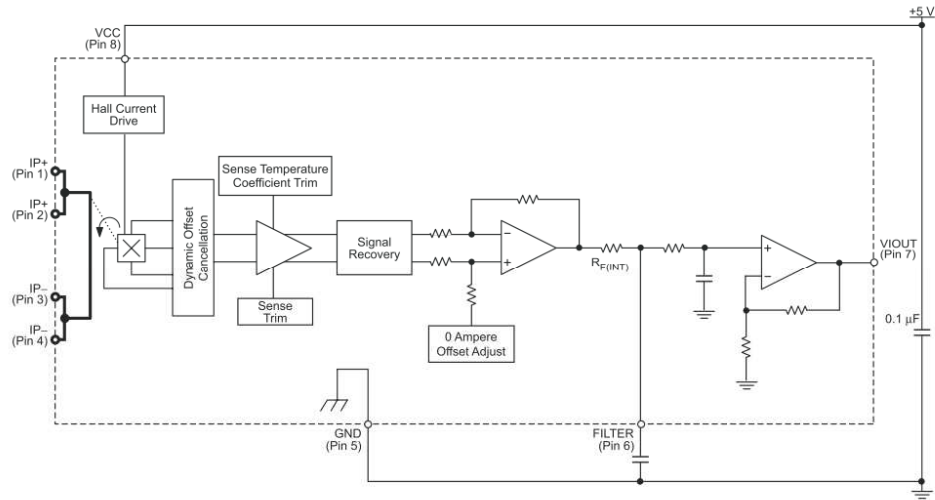 +5 V
VCC
(Pin 8)
Hall Current
Drive
IP+
(Pin 1)
IP+
(Pin 2)
IP−
(Pin 3)
IP−
(Pin 4)
Dynamic Offset
Cancellation
Sense Temperature
Coefficient Trim
Sense
Trim
Signal
Recovery
0 Ampere
Offset Adjust
−
+
RF(INT)
+
−
VIOUT
(Pin 7)
0.1 μF
GND
(Pin 5)
FILTER
(Pin 6)